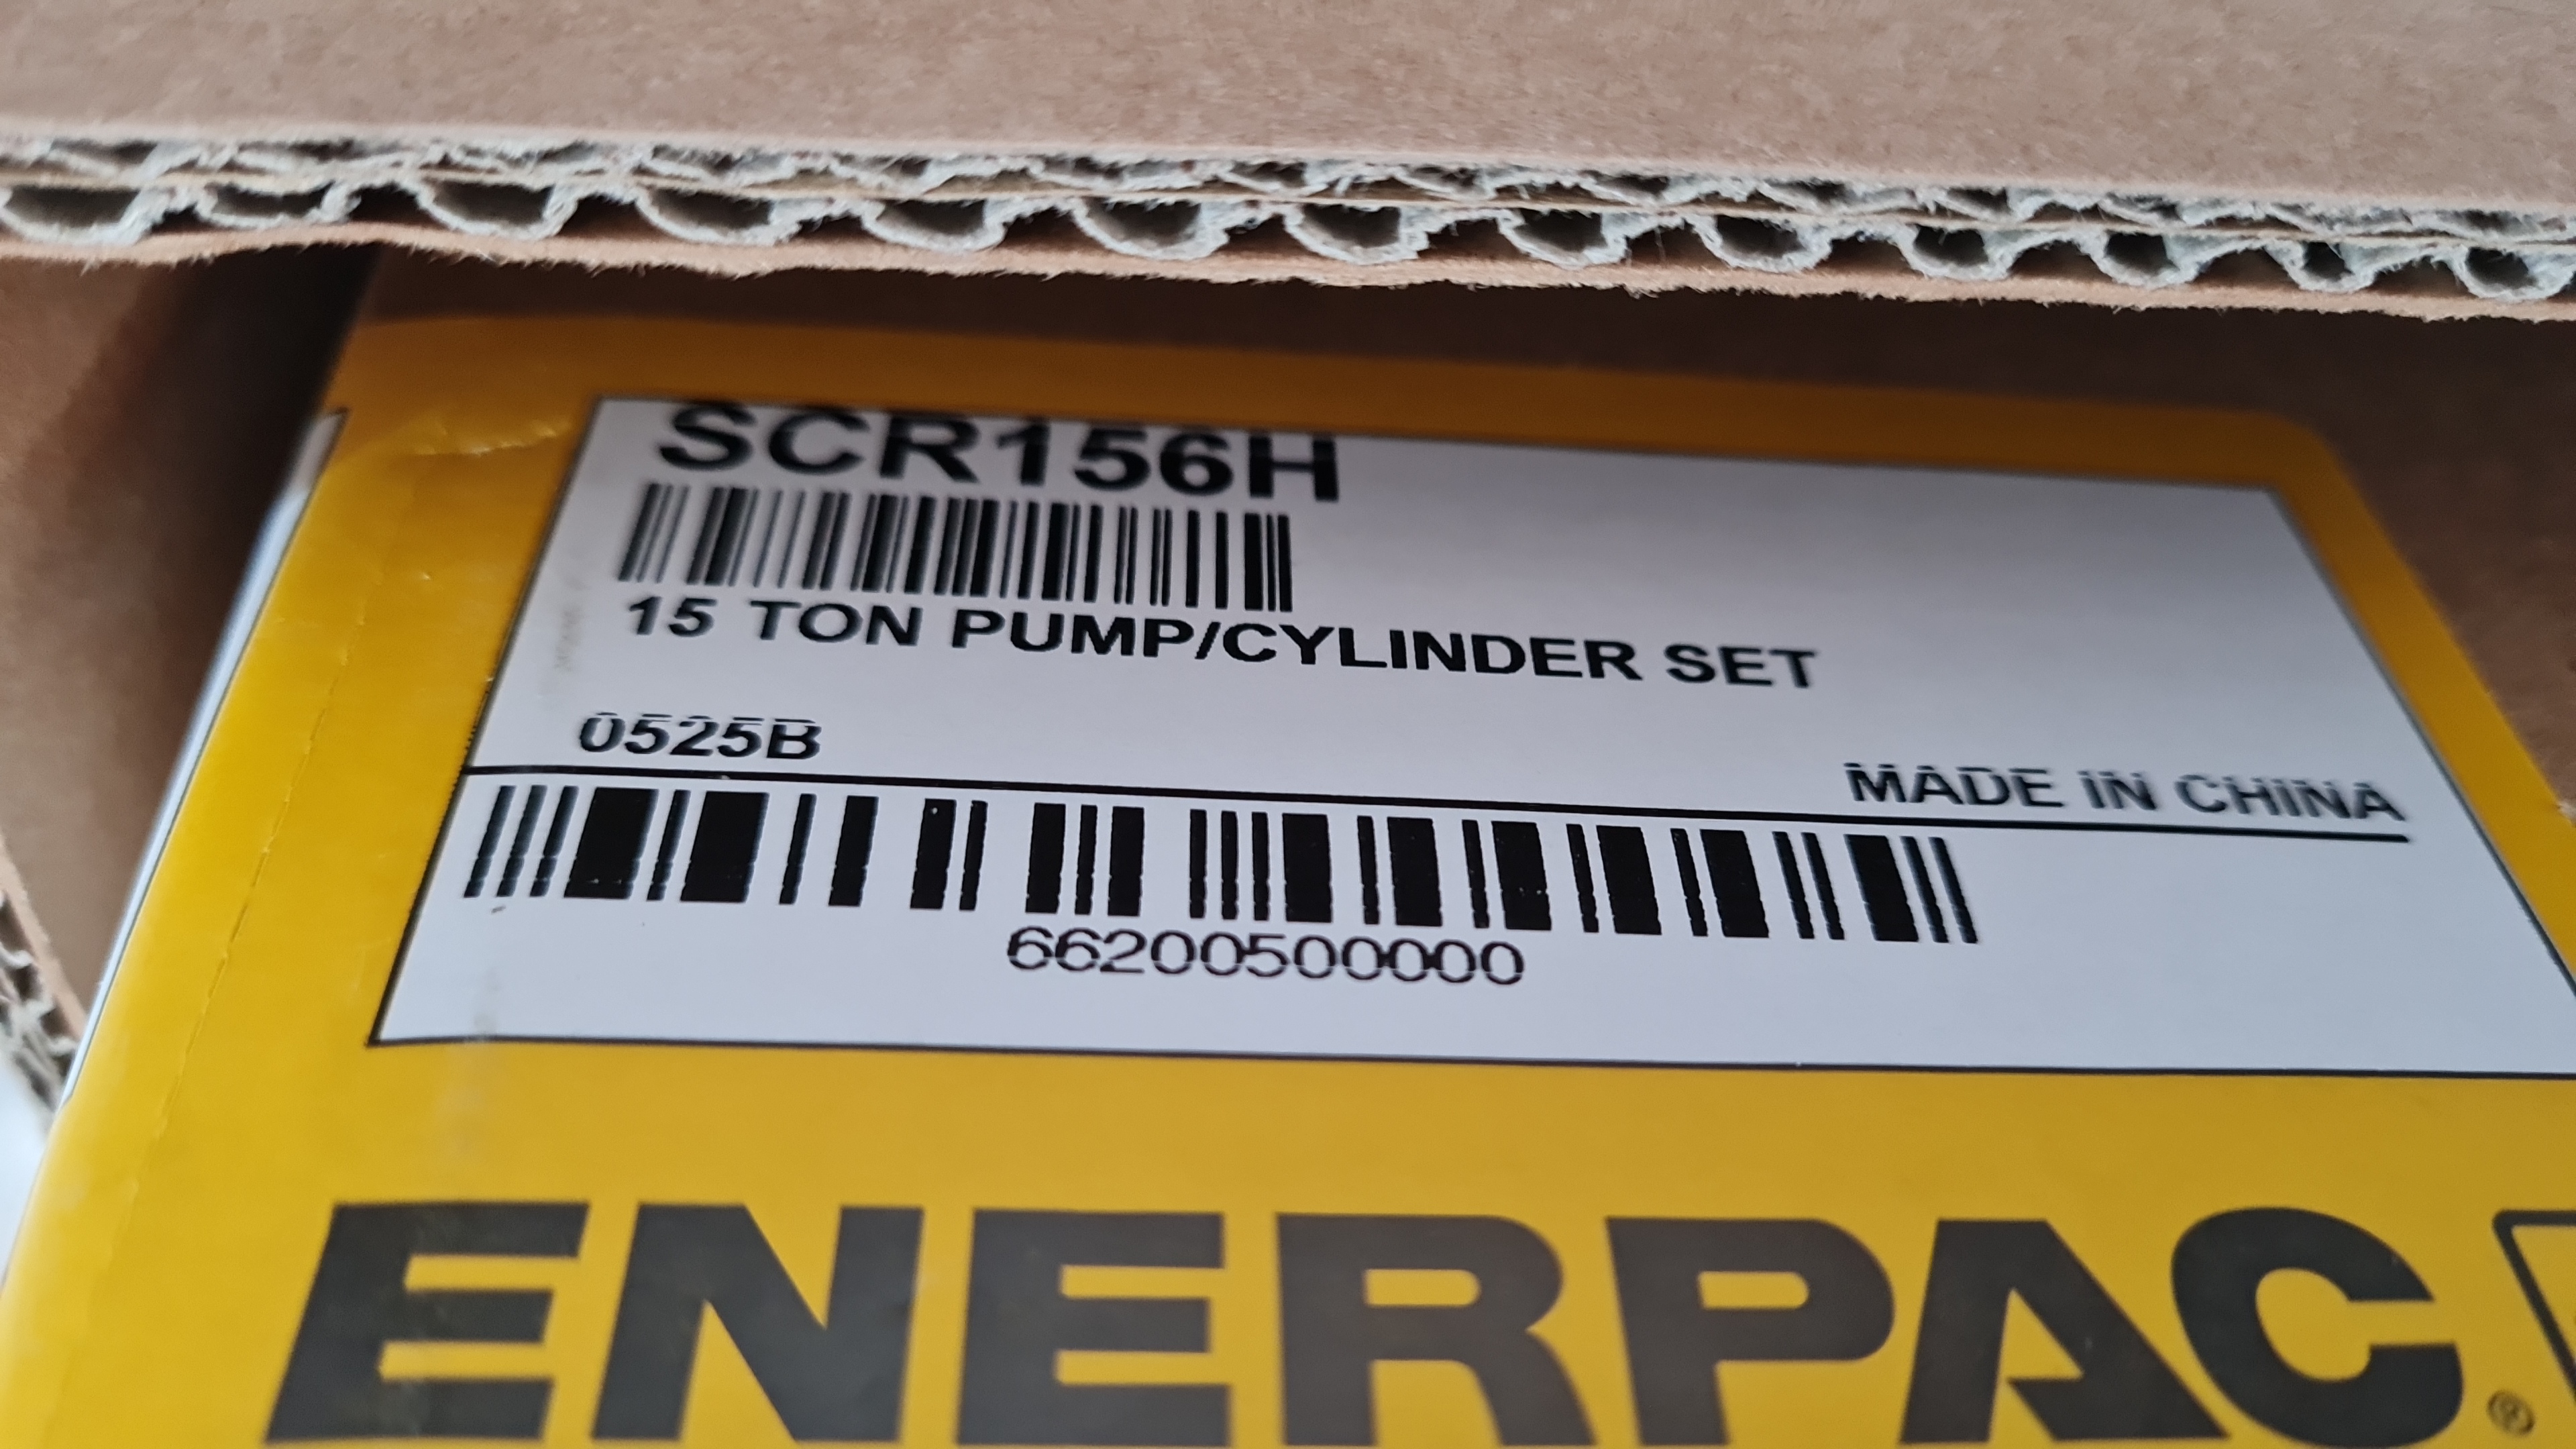 SCR156H
15 TON PUMP/CYLINDER SET
0525B
MADE IN CHINA
66200500000
ENERPAC®